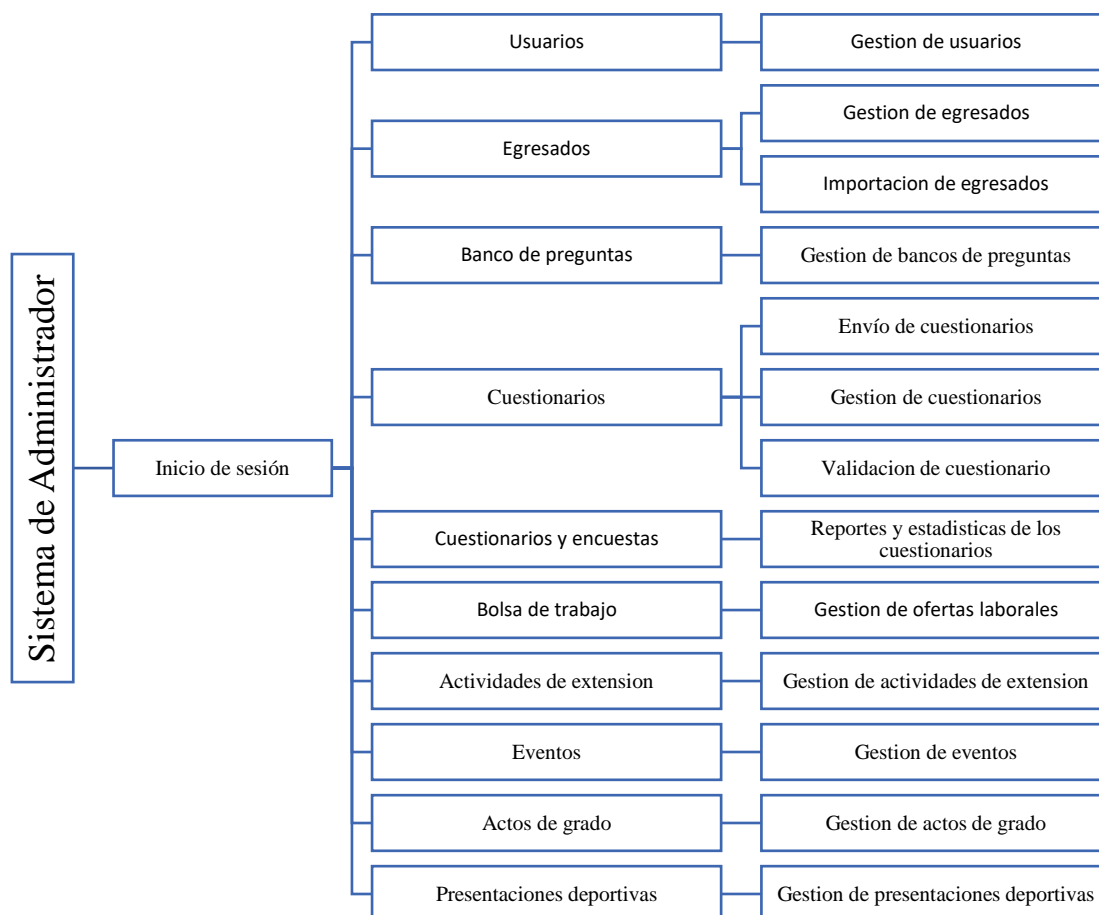 Sistema de Administrador
Inicio de sesión
Usuarios
Gestion de usuarios
Egresados
Gestion de egresados
Importacion de egresados
Banco de preguntas
Gestion de bancos de preguntas
Cuestionarios
Envío de cuestionarios
Gestion de cuestionarios
Validacion de cuestionario
Cuestionarios y encuestas
Reportes y estadisticas de los
cuestionarios
Bolsa de trabajo
Gestion de ofertas laborales
Actividades de extension
Gestion de actividades de extension
Eventos
Gestion de eventos
Actos de grado
Gestion de actos de grado
Presentaciones deportivas
Gestion de presentaciones deportivas